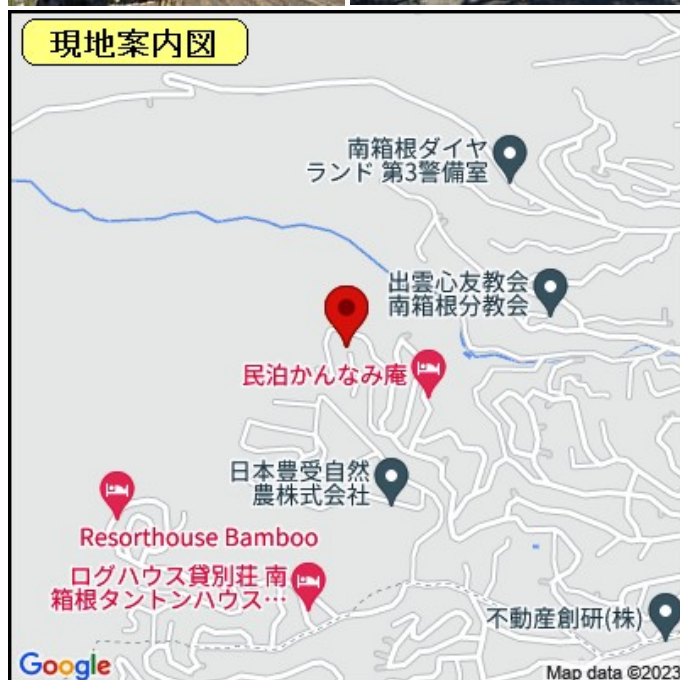 現地案内図
南箱根ダイヤ
ランド 第3警備室
出雲心友教会
南箱根分教会
民泊かんなみ庵
日本豊受自然
農株式会社
Resorthouse Bamboo
ログハウス貸別荘 南
箱根タントンハウス…
不動産創研(株)
Google
Map data ©2023